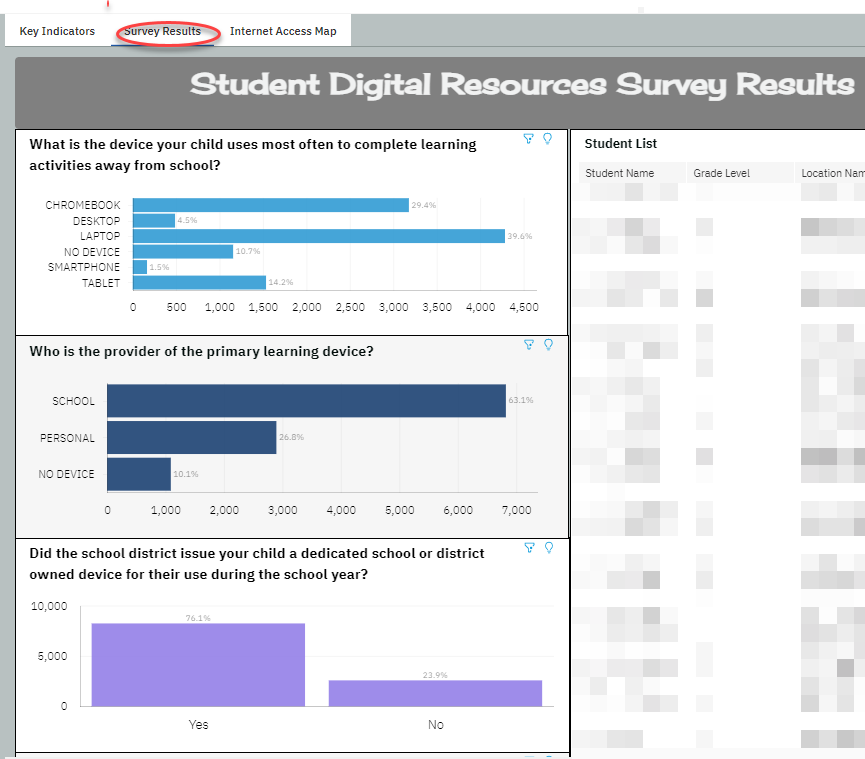 Key Indicators
Survey Results
Internet Access Map
Student Digital Resources Survey Results
What is the device your child uses most often to complete learning
activities away from school?
CHROMEBOOK 29.4%
DESKTOP 4.5%
LAPTOP 39.6%
NO DEVICE 10.7%
SMARTPHONE 1.5%
TABLET 14.2%
0 500 1,000 1,500 2,000 2,500 3,000 3,500 4,000 4,500
Who is the provider of the primary learning device?
SCHOOL 63.1%
PERSONAL 26.8%
NO DEVICE 10.1%
0 1,000 2,000 3,000 4,000 5,000 6,000 7,000
Did the school district issue your child a dedicated school or district
owned device for their use during the school year?
10,000
5,000
0
76.1%
23.9%
Yes No
Student List
Student Name Grade Level Location Nam